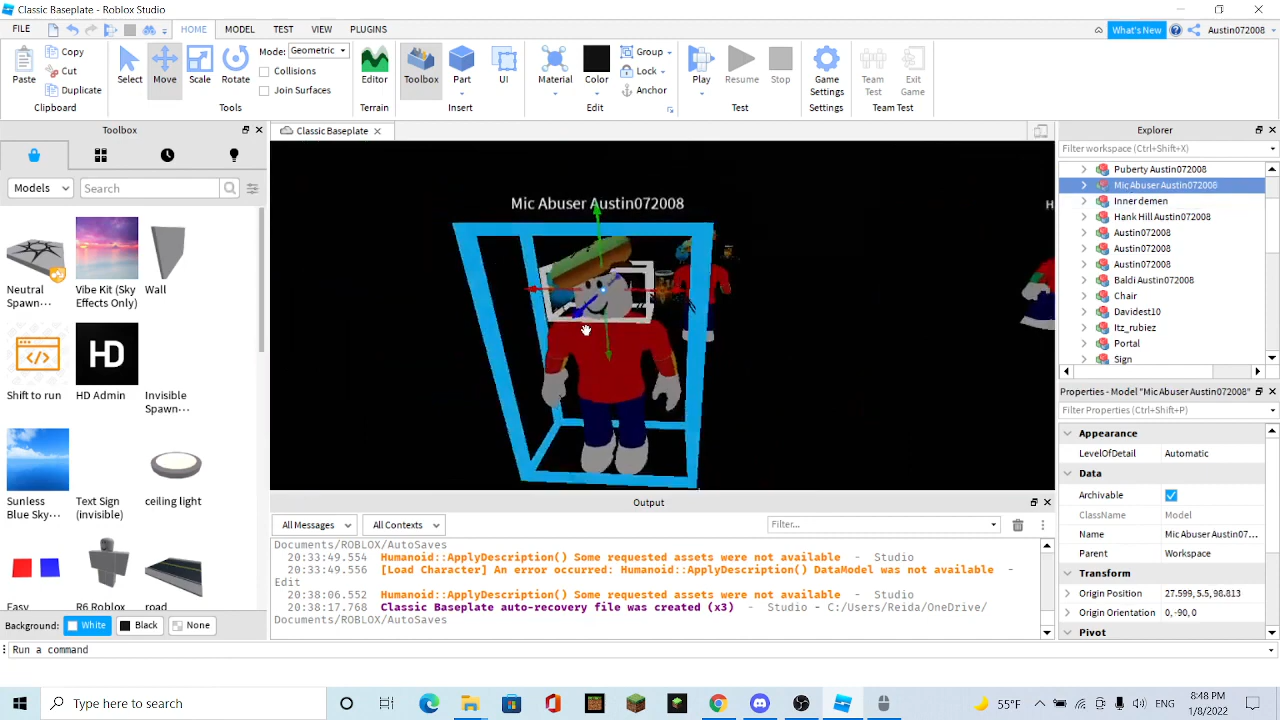 Classic Baseplate - Roblox Studio
FILE HOME MODEL TEST VIEW PLUGINS What's New Austin072008
Paste Copy Cut Duplicate Clipboard
Select Move Scale Rotate Mode: Geometric Collisions Join Surfaces Tools
Editor Terrain
Toolbox Part UI Insert
Material Color Group Lock Anchor Edit
Play Resume Stop Test
Game Settings Settings
Team Test Exit Game Team Test
Toolbox
Models Search
Neutral Spawn...
Vibe Kit (Sky Effects Only)
Wall
Shift to run
HD
HD Admin
Invisible Spawn...
Sunless Blue Sky...
Text Sign (invisible)
ceiling light
Easy
R6 Roblox
road
Background: White Black None
Classic Baseplate
Mic Abuser Austin072008
H
Output
All Messages All Contexts Filter...
Documents/ROBLOX/AutoSaves
20:33:49.554 Humanoid::ApplyDescription() Some requested assets were not available - Studio
20:33:49.556 [Load Character] An error occurred: Humanoid::ApplyDescription() DataModel was not available -
Edit
20:38:06.552 Humanoid::ApplyDescription() Some requested assets were not available - Studio
20:38:17.768 Classic Baseplate auto-recovery file was created (x3) - Studio - C:/Users/Reida/OneDrive/
Documents/ROBLOX/AutoSaves
Explorer
Filter workspace (Ctrl+Shift+X)
Puberty Austin072008
Mic Abuser Austin072008
Inner demen
Hank Hill Austin072008
Austin072008
Austin072008
Austin072008
Baldi Austin072008
Chair
Davidest10
Itz_rubiez
Portal
Sign
Properties - Model "Mic Abuser Austin072008"
Filter Properties (Ctrl+Shift+P)
Appearance
LevelOfDetail Automatic
Data
Archivable
ClassName Model
Name Mic Abuser Austin07...
Parent Workspace
Transform
Origin Position 27.599, 5.5, 98.813
Origin Orientation 0, -90, 0
Pivot
Run a command
Type here to search
55°F ENG 8:48 PM
1/8/2022